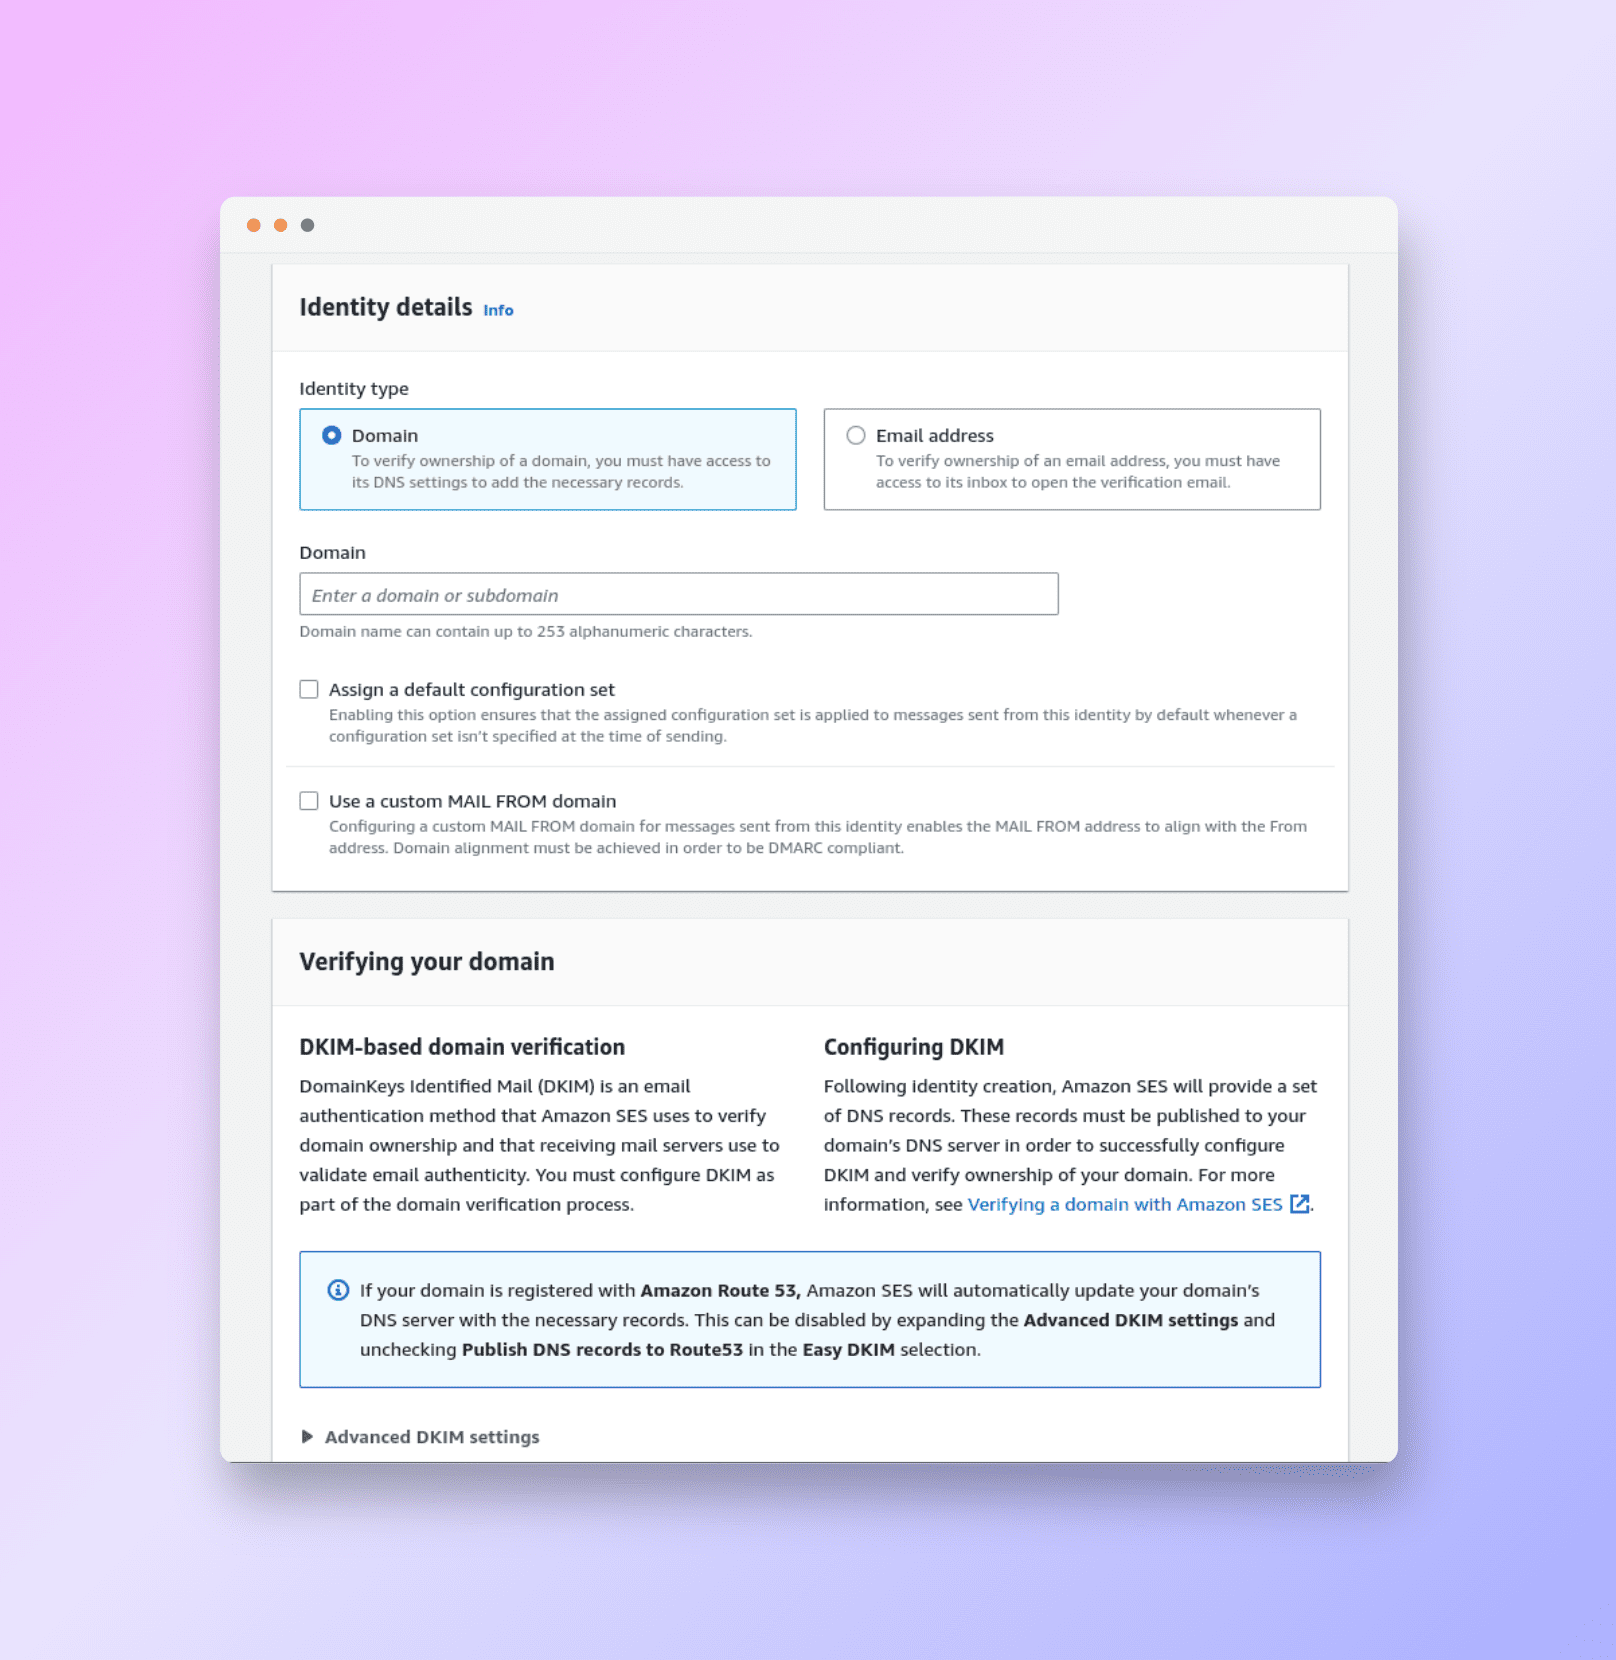 Identity details Info
Identity type
Domain
To verify ownership of a domain, you must have access to
its DNS settings to add the necessary records.
Email address
To verify ownership of an email address, you must have
access to its inbox to open the verification email.
Domain
Enter a domain or subdomain
Domain name can contain up to 253 alphanumeric characters.
Assign a default configuration set
Enabling this option ensures that the assigned configuration set is applied to messages sent from this identity by default whenever a
configuration set isn't specified at the time of sending.
Use a custom MAIL FROM domain
Configuring a custom MAIL FROM domain for messages sent from this identity enables the MAIL FROM address to align with the From
address. Domain alignment must be achieved in order to be DMARC compliant.
Verifying your domain
DKIM-based domain verification
DomainKeys Identified Mail (DKIM) is an email
authentication method that Amazon SES uses to verify
domain ownership and that receiving mail servers use to
validate email authenticity. You must configure DKIM as
part of the domain verification process.
Configuring DKIM
Following identity creation, Amazon SES will provide a set
of DNS records. These records must be published to your
domain's DNS server in order to successfully configure
DKIM and verify ownership of your domain. For more
information, see Verifying a domain with Amazon SES.
If your domain is registered with Amazon Route 53, Amazon SES will automatically update your domain's
DNS server with the necessary records. This can be disabled by expanding the Advanced DKIM settings and
unchecking Publish DNS records to Route53 in the Easy DKIM selection.
Advanced DKIM settings